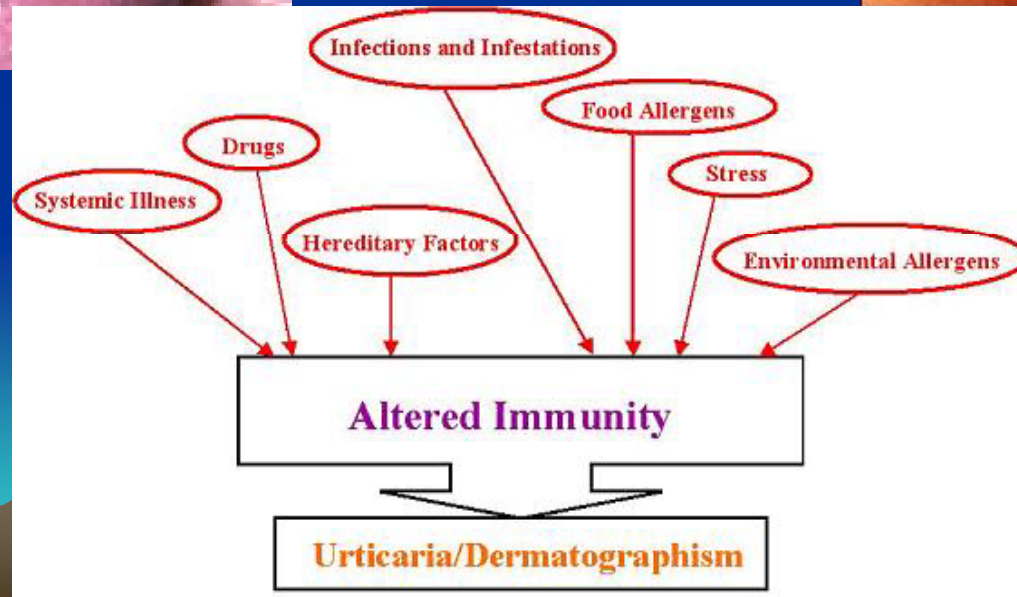 Infections and Infestations
Food Allergens
Drugs
Stress
Systemic Illness
Hereditary Factors
Environmental Allergens
Altered Immunity
Urticaria/Dermatographism